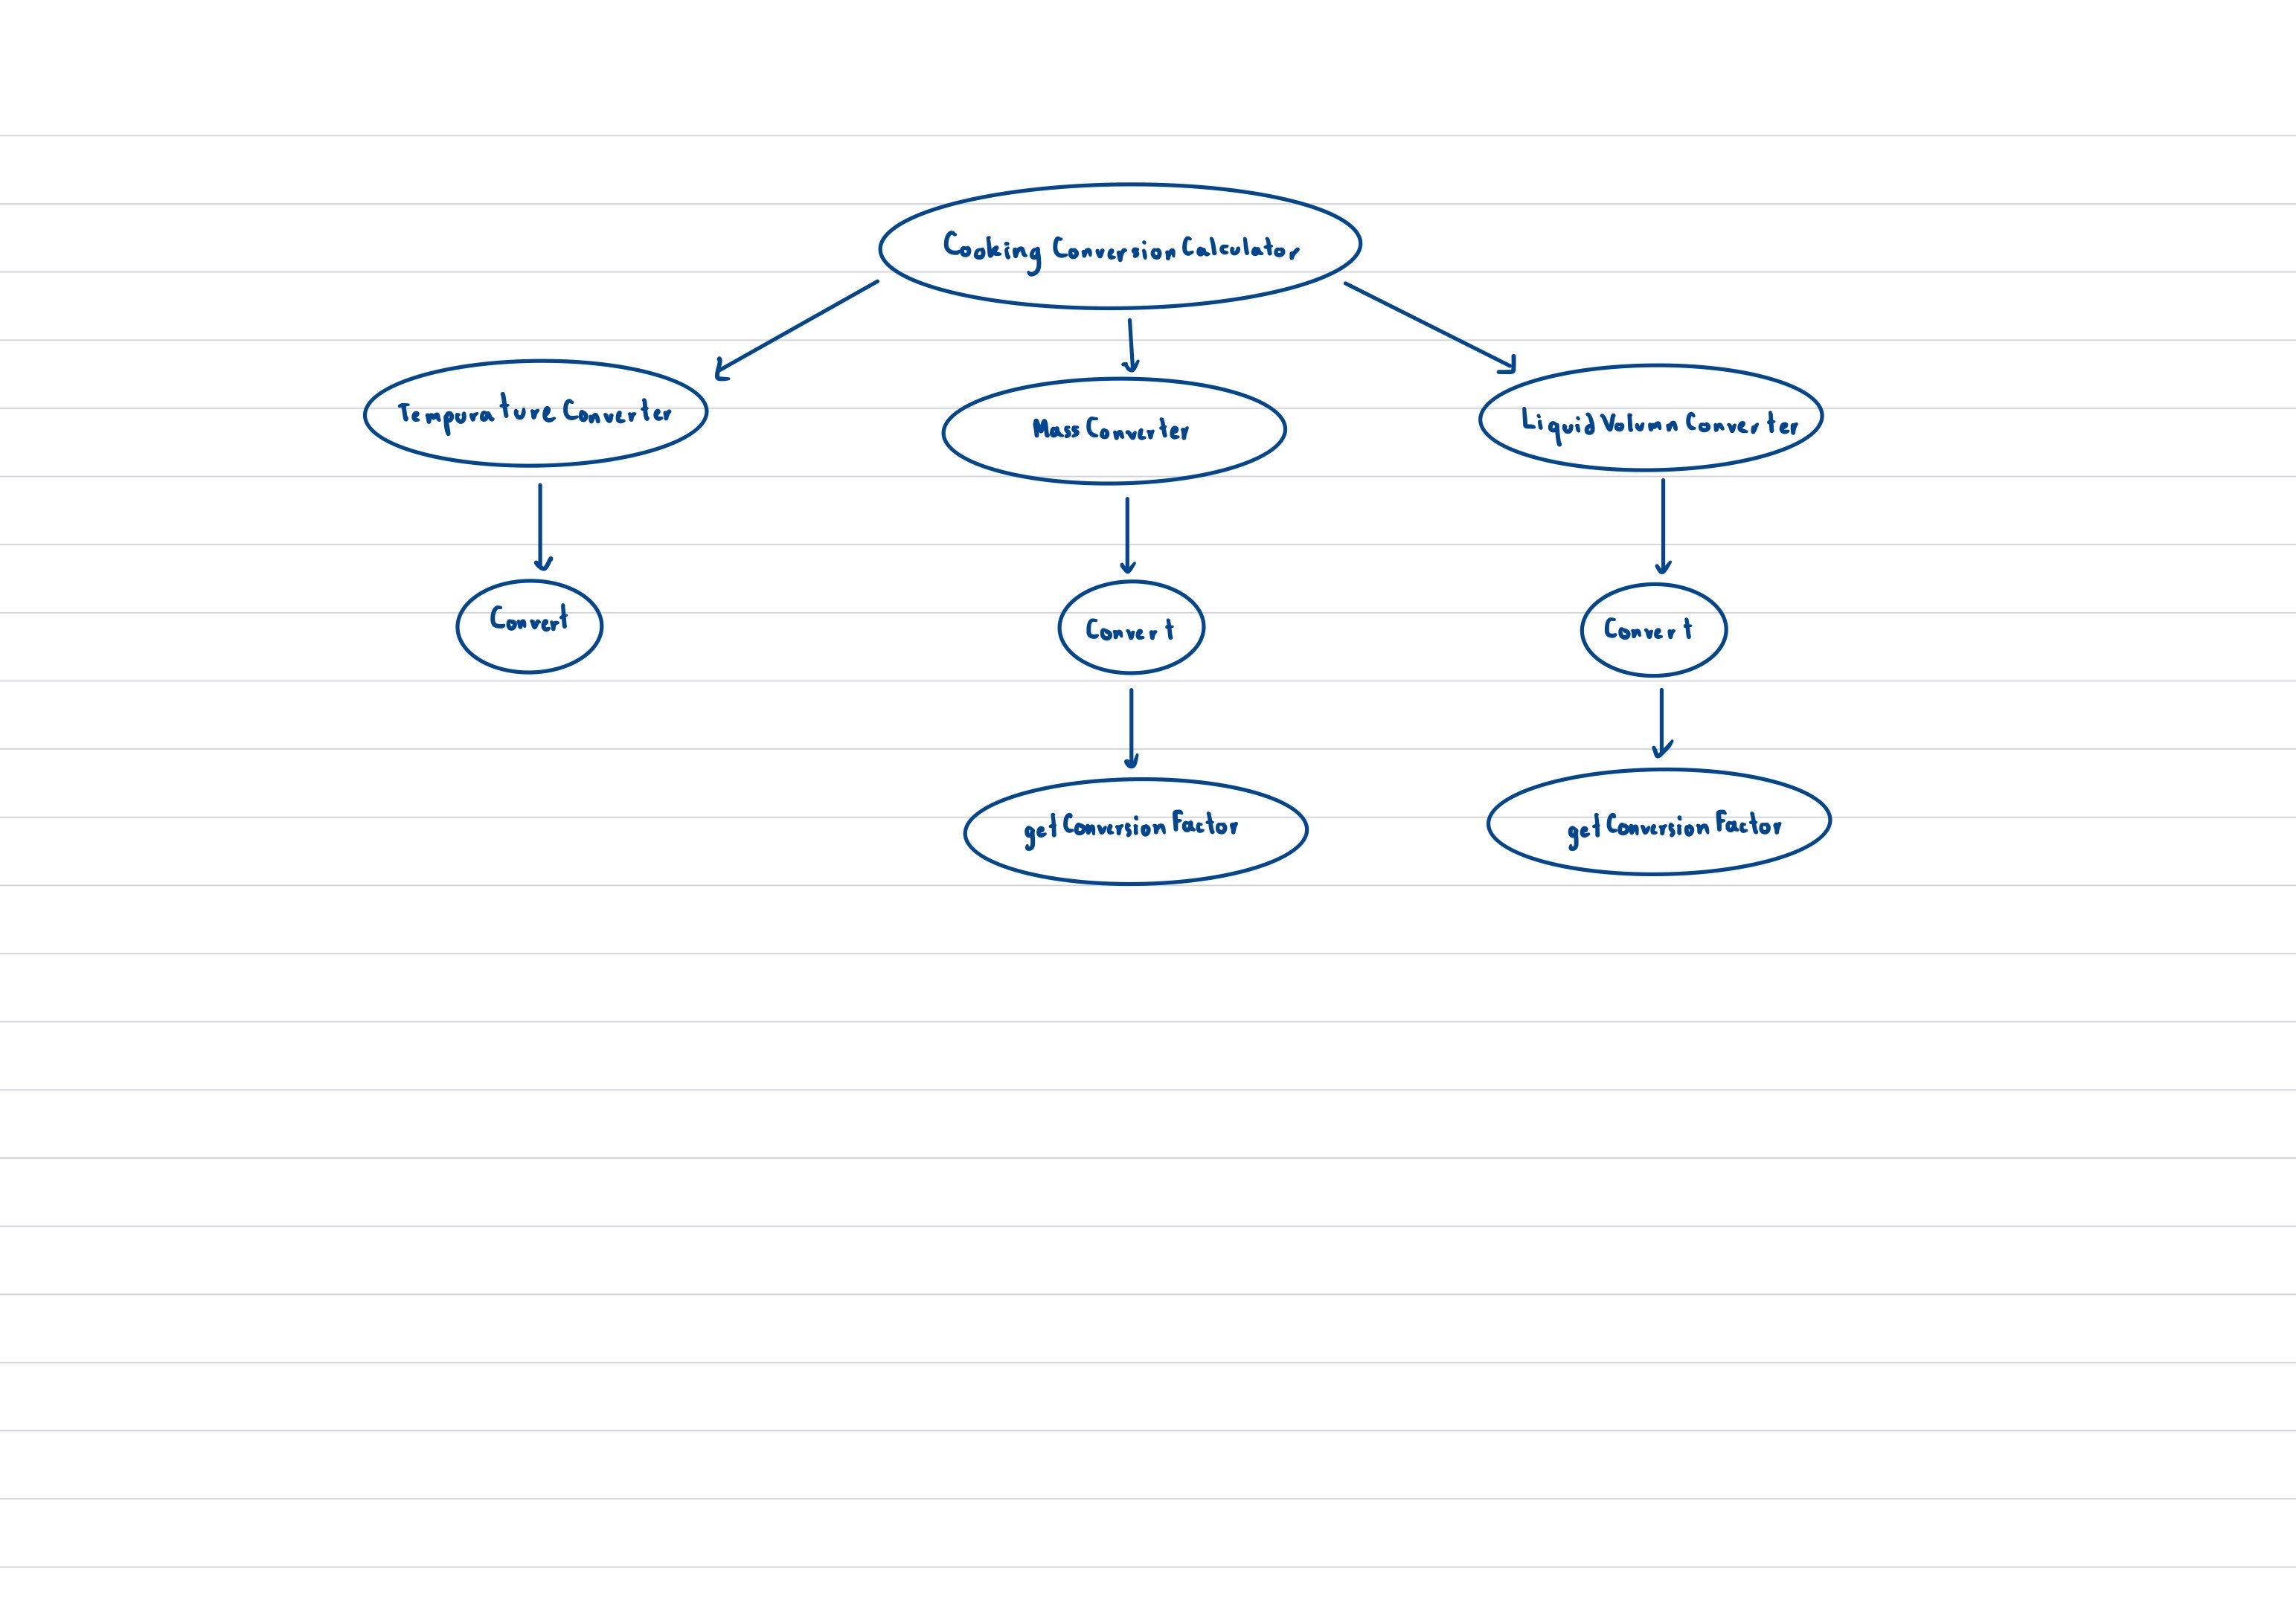 Cooking Conversion Calculator
Tempurature Converter
Mass Converter
Liquid Volumn Converter
Convert
Convert
Convert
get Conversion Factor
get Conversion Factor